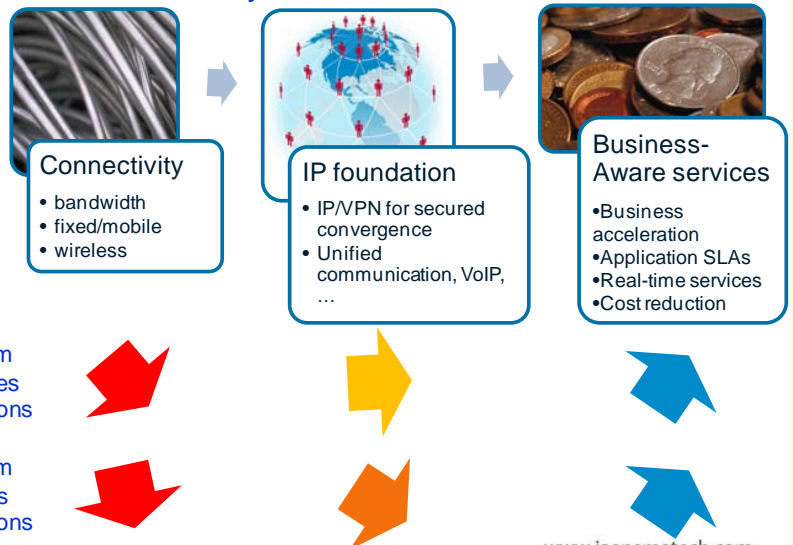 Connectivity
• bandwidth
• fixed/mobile
• wireless
IP foundation
• IP/VPN for secured
convergence
• Unified
communication, VoIP,
…
Business-
Aware services
•Business
acceleration
•Application SLAs
•Real-time services
•Cost reduction